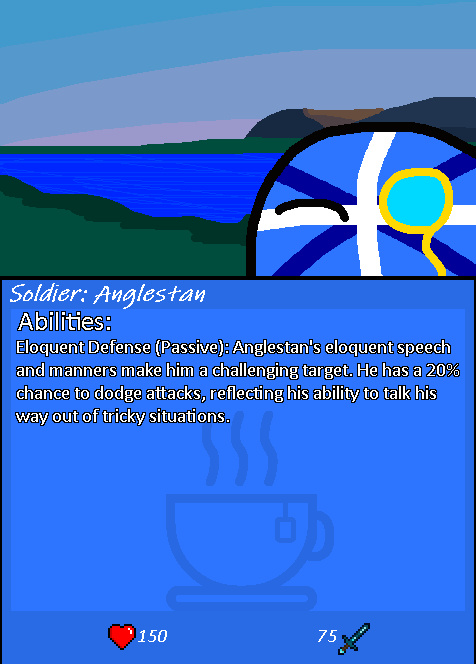 Soldier: Anglestan
Abilities:
Eloquent Defense (Passive): Anglestan's eloquent speech
and manners make him a challenging target. He has a 20%
chance to dodge attacks, reflecting his ability to talk his
way out of tricky situations.
150 75